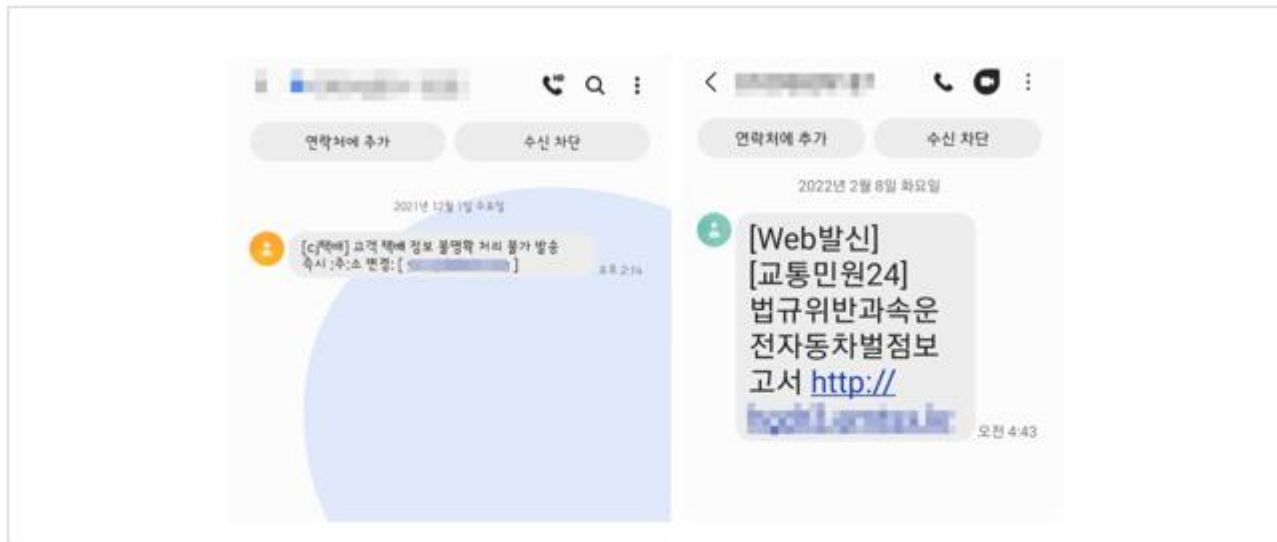 연락처에 추가
수신 차단
2021년 12월 1일 수요일
[cj택배] 고객 택배 정보 불명확 처리 불가 발송
즉시 :주:소 변경: [ ]
오후 2:14
연락처에 추가
수신 차단
2022년 2월 8일 화요일
[Web발신]
[교통민원24]
법규위반과속운
전자동차벌점보
고서 http://
오전 4:43